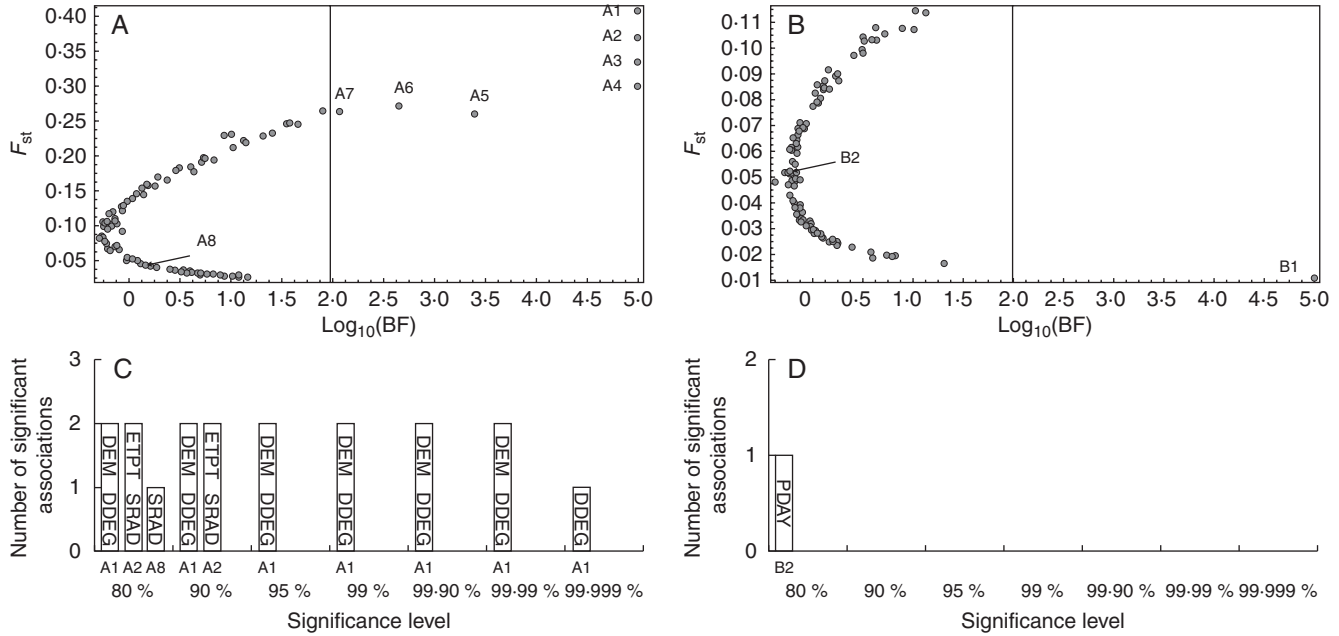 A
0·40
0·35
0·30
0·25
0·20
0·15
0·10
0·05
Fst
A1
A2
A3
A4
A5
A6
A7
A8
0 0·5 1·0 1·5 2·0 2·5 3·0 3·5 4·0 4·5 5·0
Log10(BF)
B
0·11
0·10
0·09
0·08
0·07
0·06
0·05
0·04
0·03
0·02
0·01
Fst
B2
B1
0 0·5 1·0 1·5 2·0 2·5 3·0 3·5 4·0 4·5 5·0
Log10(BF)
C
3
2
1
0
Number of significant
associations
DEM DDEG
ETPT SRAD
SRAD
DEM DDEG
ETPT SRAD
DEM DDEG
DEM DDEG
DEM DDEG
DEM DDEG
DDEG
A1 A2 A8 A1 A2 A1 A1 A1 A1 A1
80 % 90 % 95 % 99 % 99·90 % 99·99 % 99·999 %
Significance level
D
2
1
0
Number of significant
associations
PDAY
B2
80 % 90 % 95 % 99 % 99·90 % 99·99 % 99·999 %
Significance level